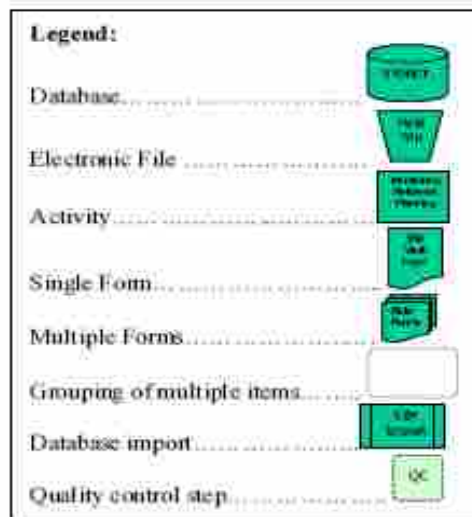 Legend:
Database
Electronic File
Activity
Single Form
Multiple Forms
Grouping of multiple items
Database import
Quality control step
QC